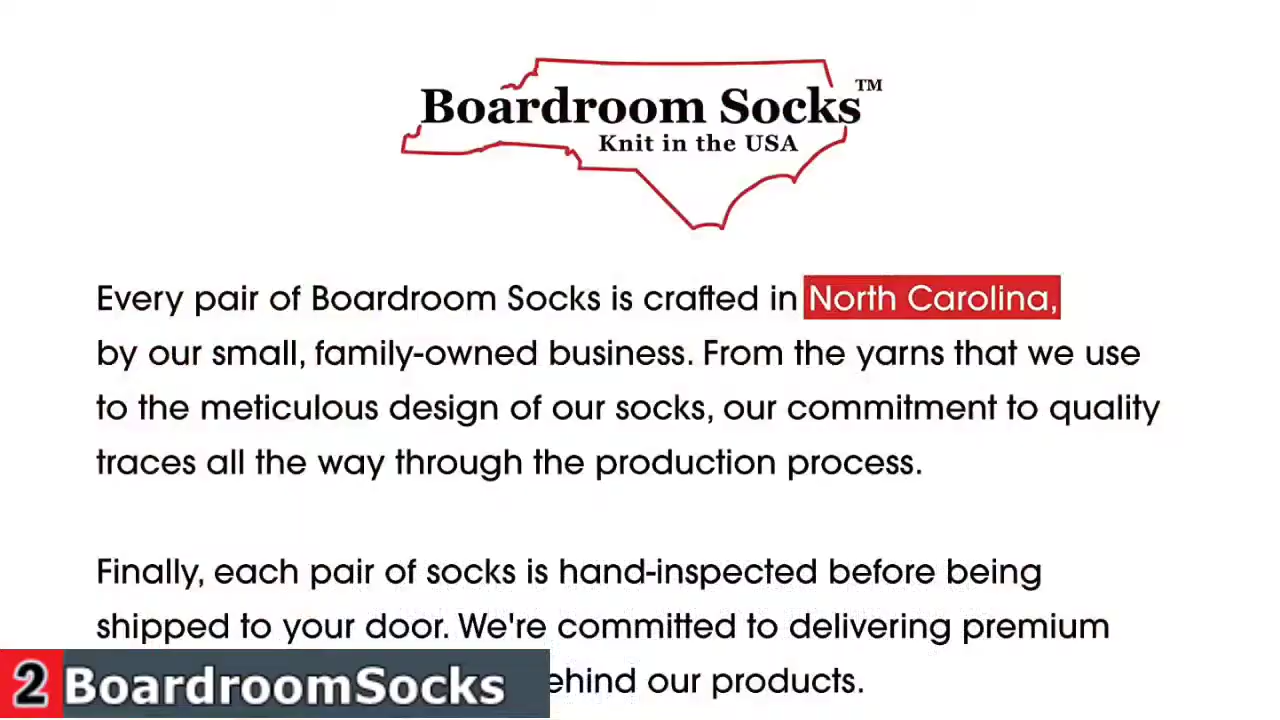 Boardroom Socks™
Knit in the USA
Every pair of Boardroom Socks is crafted in North Carolina,
by our small, family-owned business. From the yarns that we use
to the meticulous design of our socks, our commitment to quality
traces all the way through the production process.
Finally, each pair of socks is hand-inspected before being
shipped to your door. We're committed to delivering premium
our products.
2 BoardroomSocks